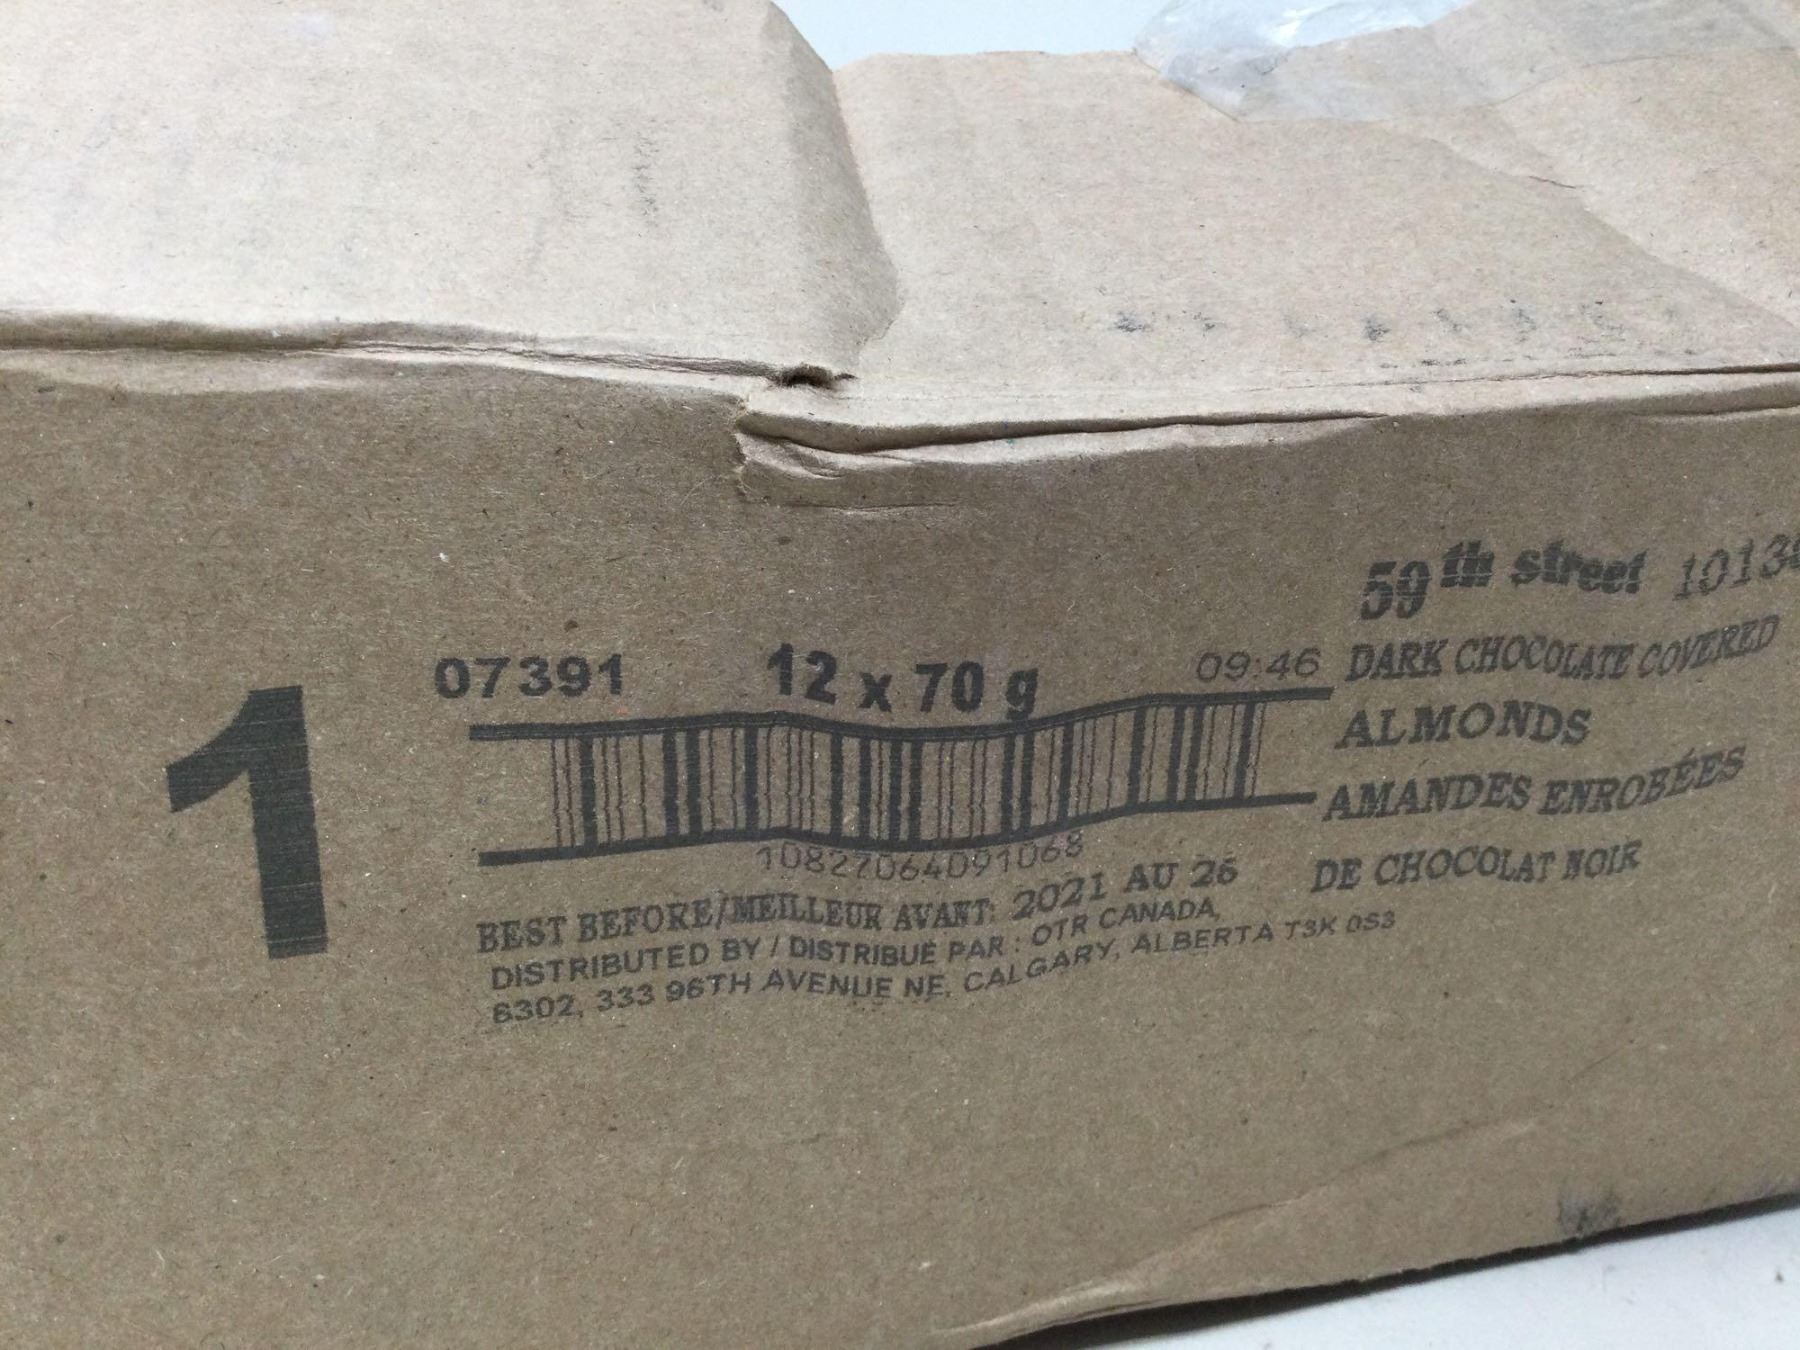 1
07391
12 x 70 g
09:46
10827064091068
BEST BEFORE/MEILLEUR AVANT: 2021 AU 26
DISTRIBUTED BY / DISTRIBUÉ PAR : OTR CANADA,
6302, 333 96TH AVENUE NE, CALGARY, ALBERTA T3K 0S3
59th street
DARK CHOCOLATE COVERED
ALMONDS
AMANDES ENROBÉES
DE CHOCOLAT NOIR